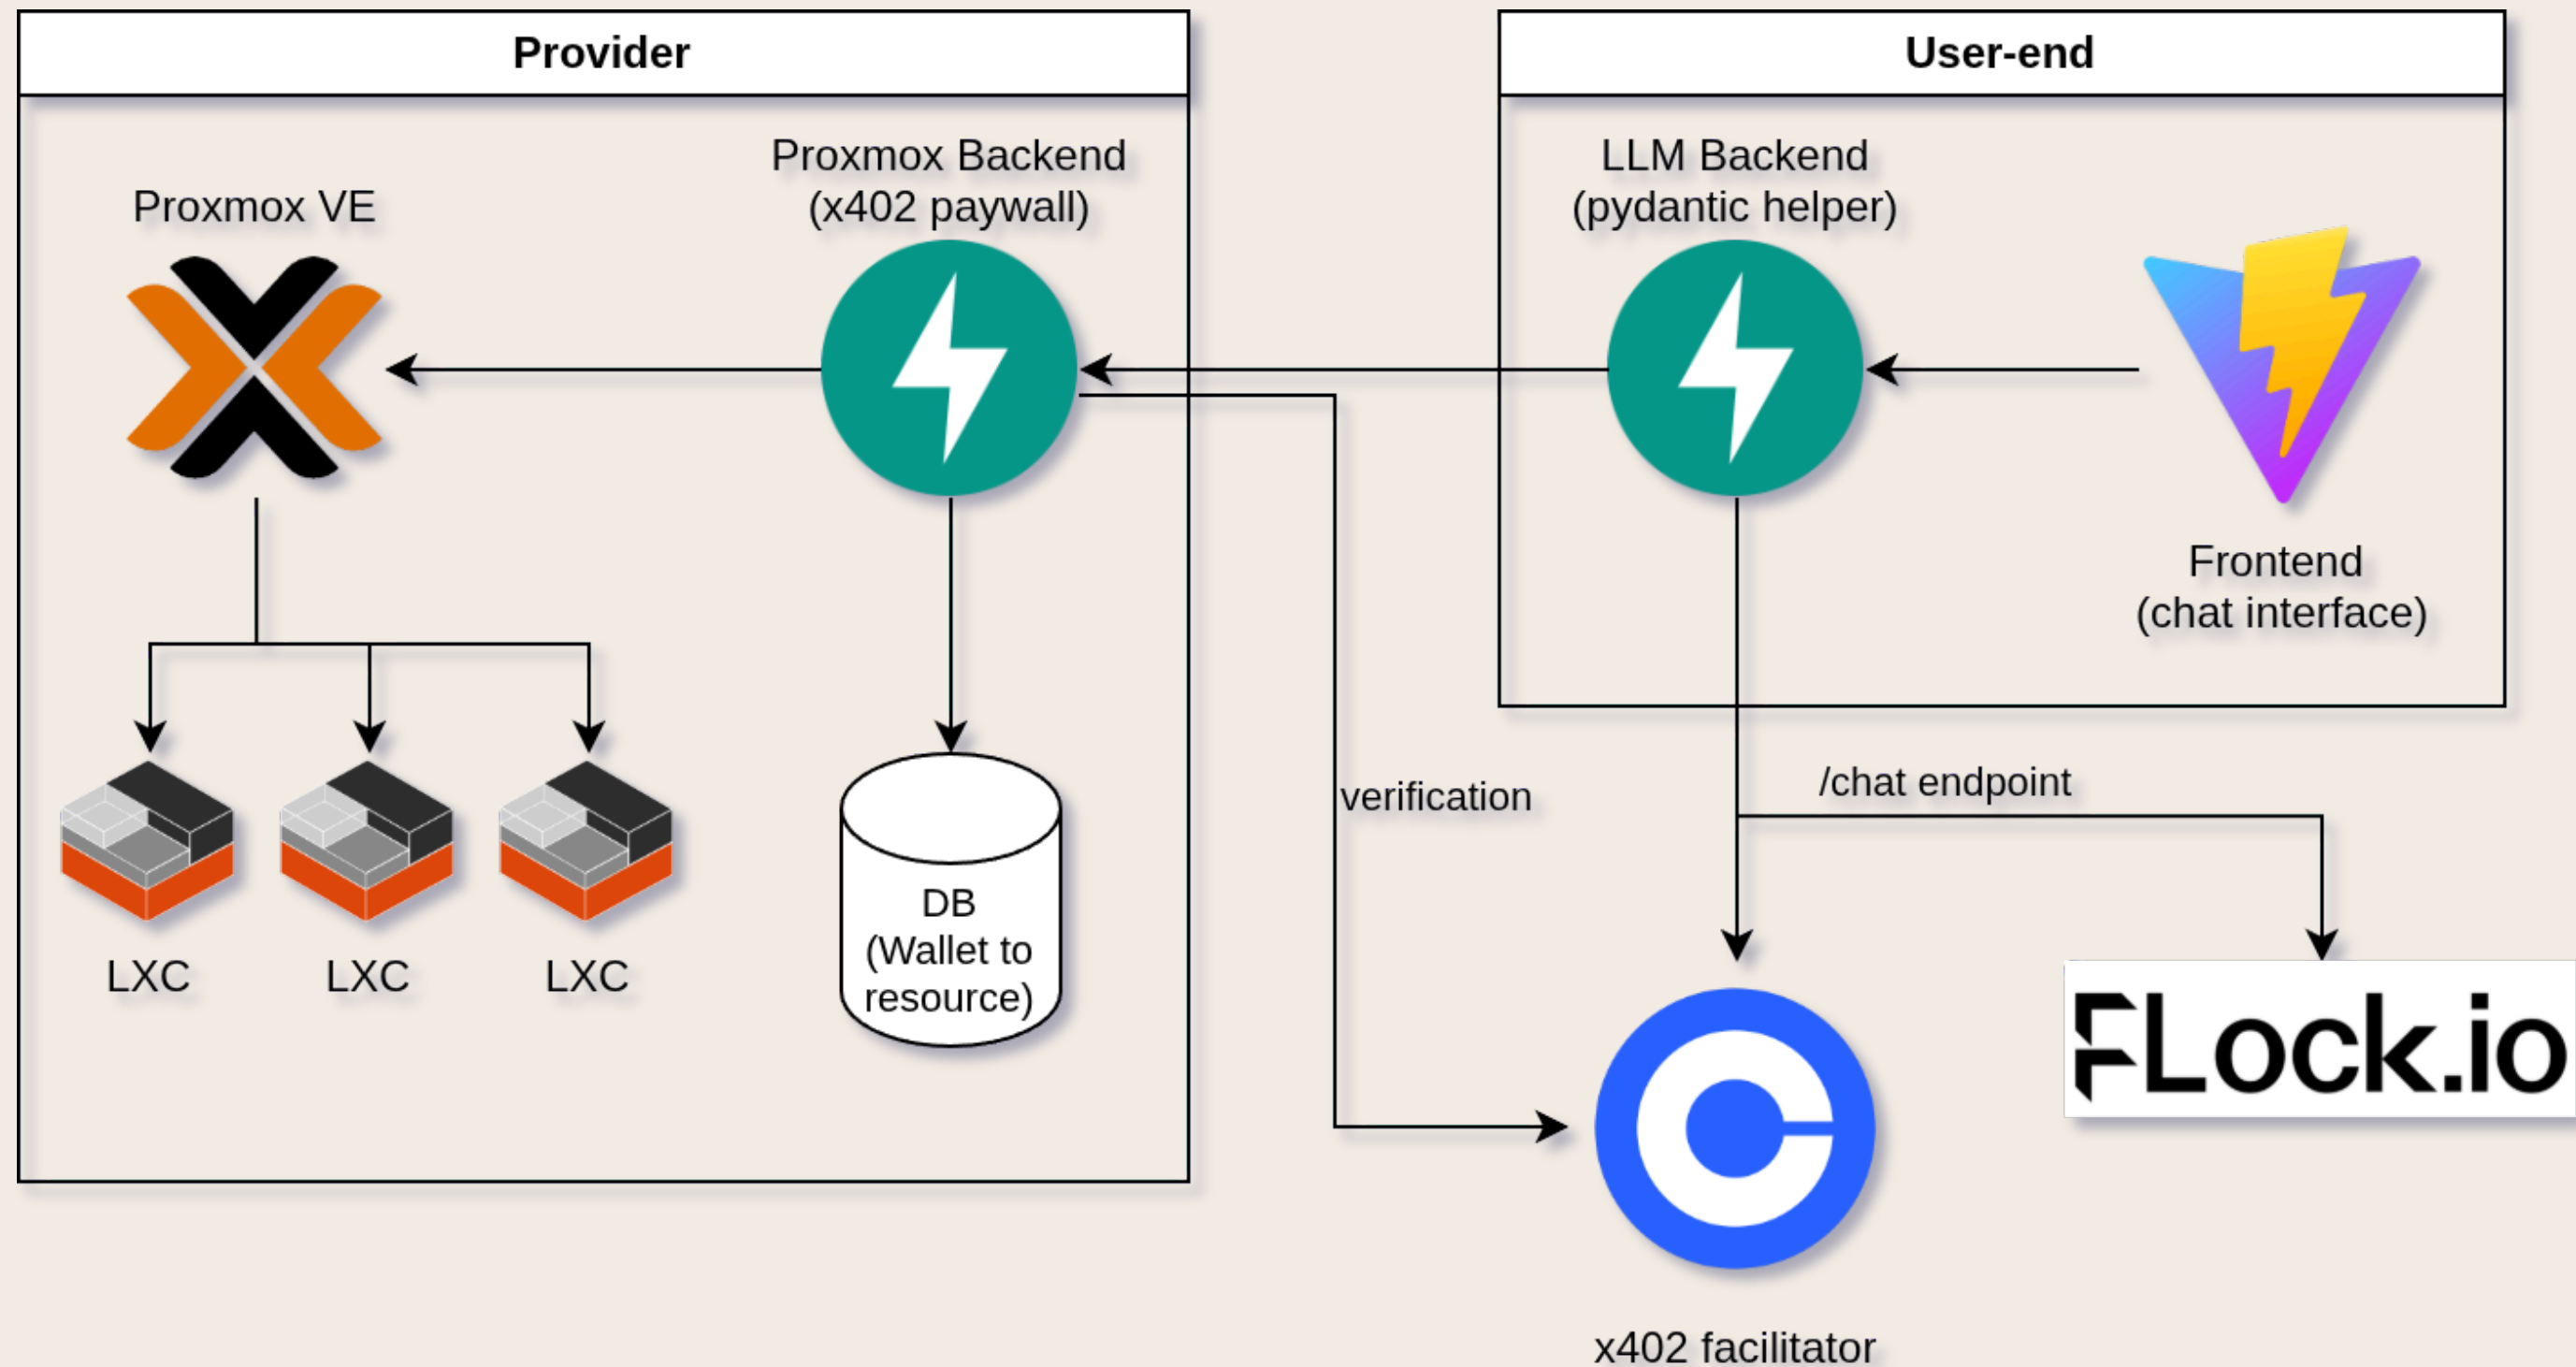 Provider
User-end
Proxmox VE
Proxmox Backend
(x402 paywall)
LLM Backend
(pydantic helper)
Frontend
(chat interface)
verification
/chat endpoint
LXC
LXC
LXC
DB
(Wallet to
resource)
FLock.io
x402 facilitator